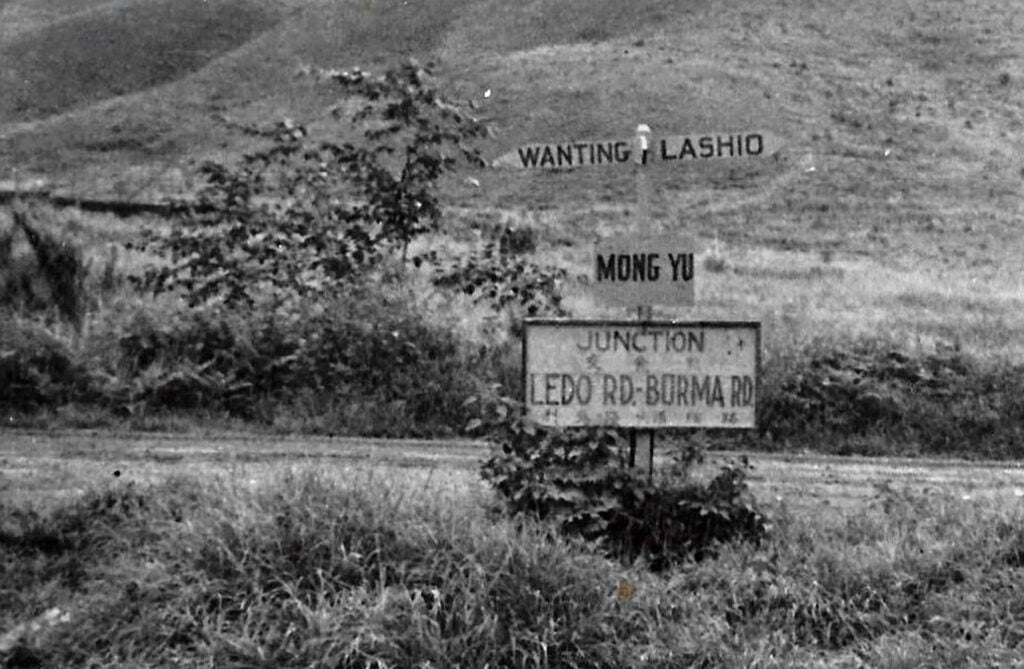 WANTING LASHIO
MONG YU
JUNCTION
LEDO RD.-BURMA RD.